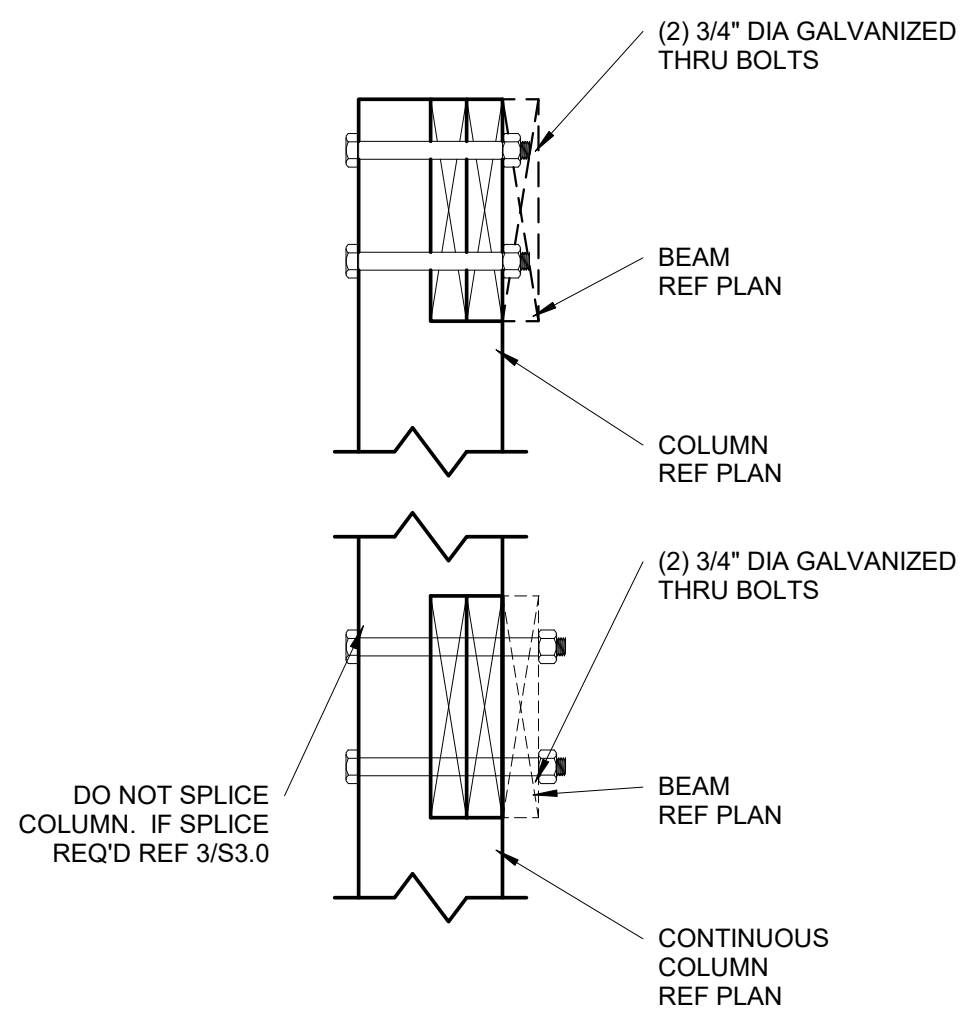 (2) 3/4" DIA GALVANIZED
THRU BOLTS
BEAM
REF PLAN
COLUMN
REF PLAN
(2) 3/4" DIA GALVANIZED
THRU BOLTS
DO NOT SPLICE
COLUMN. IF SPLICE
REQ'D REF 3/S3.0
BEAM
REF PLAN
CONTINUOUS
COLUMN
REF PLAN